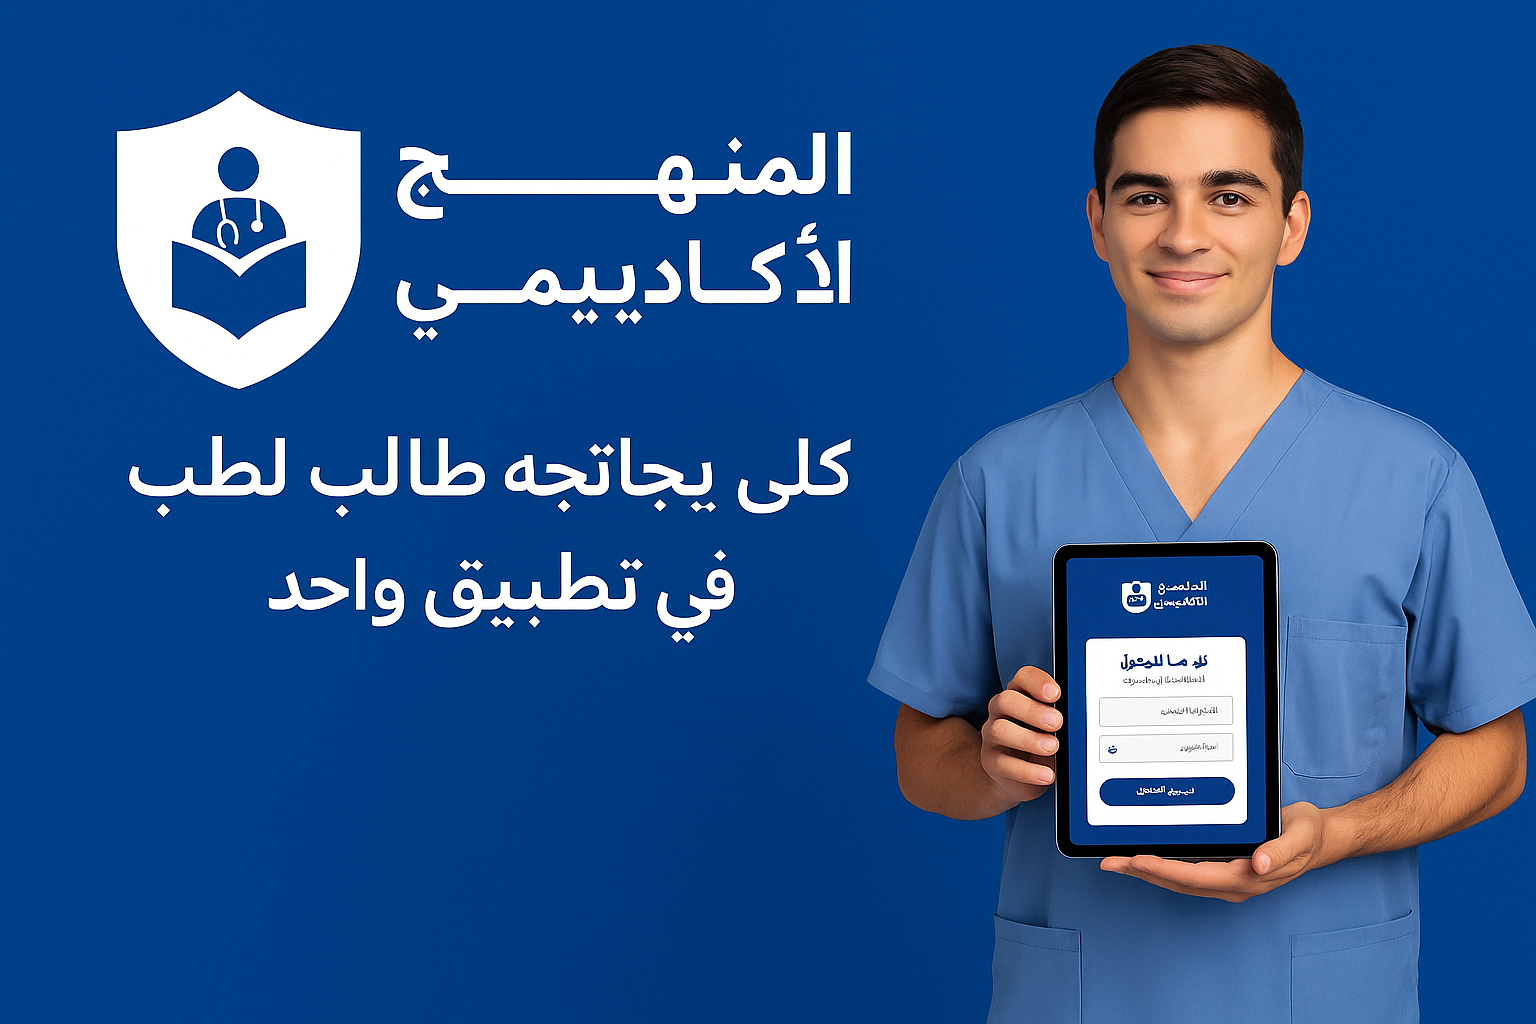 المنهج
الأكاديمي
كلى يجاتجه طالب لطب
في تطبيق واحد